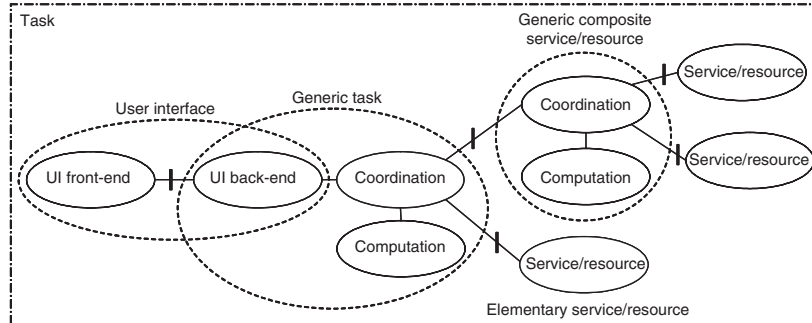 Task
Generic composite
service/resource
Service/resource
User interface
Generic task
Coordination
Service/resource
UI front-end
UI back-end
Coordination
Computation
Computation
Service/resource
Elementary service/resource